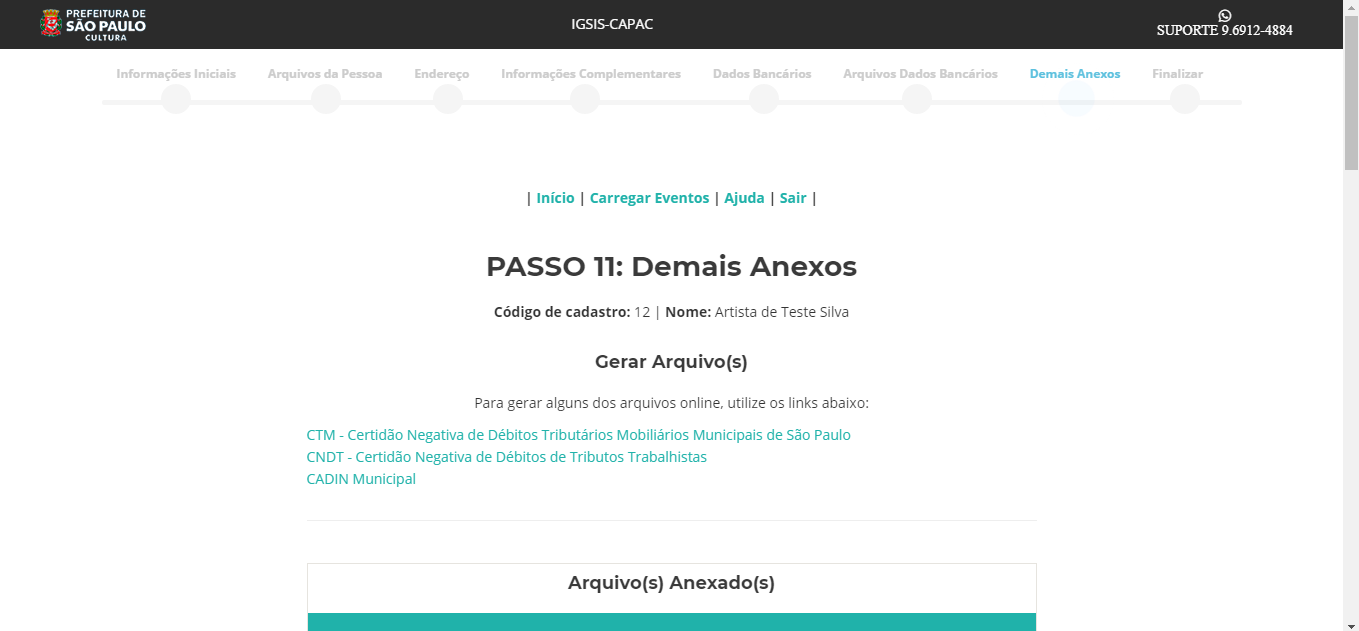 PREFEITURA DE
SÃO PAULO
CULTURA
IGSIS-CAPAC
SUPORTE 9.6912-4884
Informações Iniciais Arquivos da Pessoa Endereço Informações Complementares Dados Bancários Arquivos Dados Bancários Demais Anexos Finalizar
| Início | Carregar Eventos | Ajuda | Sair |
PASSO 11: Demais Anexos
Código de cadastro: 12 | Nome: Artista de Teste Silva
Gerar Arquivo(s)
Para gerar alguns dos arquivos online, utilize os links abaixo:
CTM - Certidão Negativa de Débitos Tributários Mobiliários Municipais de São Paulo
CNDT - Certidão Negativa de Débitos de Tributos Trabalhistas
CADIN Municipal
Arquivo(s) Anexado(s)